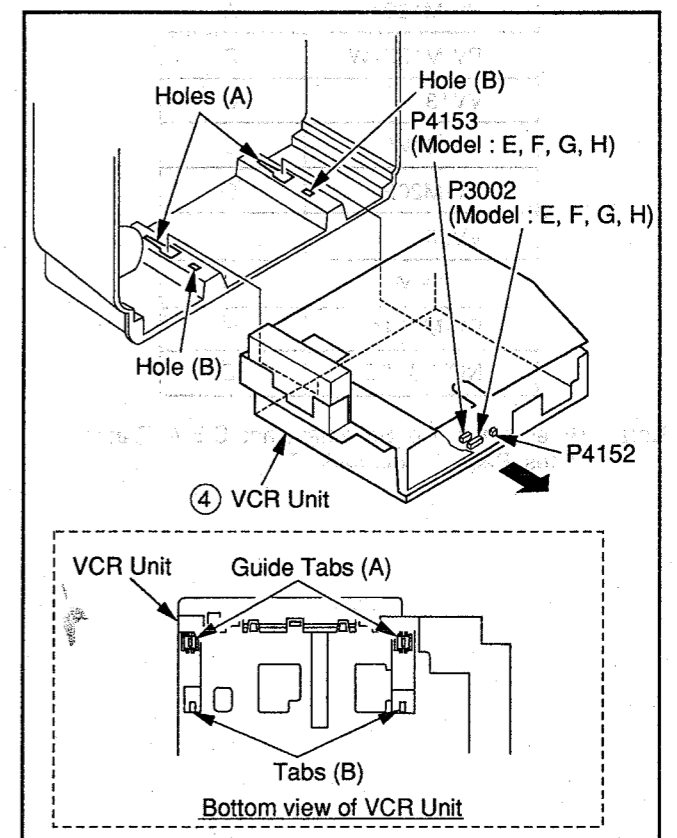 Hole (B)
Holes (A)
P4153
(Model : E, F, G, H)
P3002
(Model : E, F, G, H)
Hole (B)
P4152
④ VCR Unit
VCR Unit
Guide Tabs (A)
Tabs (B)
Bottom view of VCR Unit